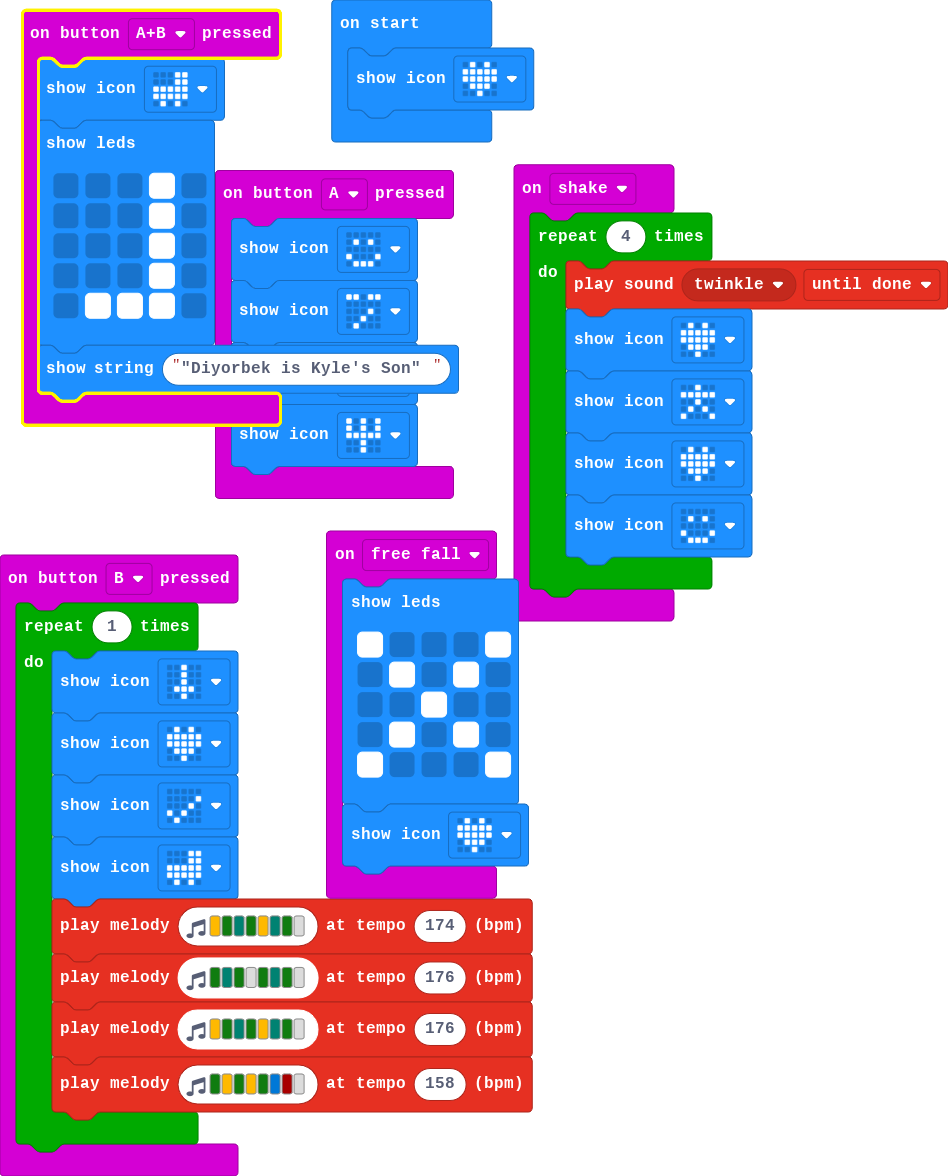 on button A+B pressed
show icon
show leds
show string ""Diyorbek is Kyle's Son" "
on start
show icon
on button A pressed
show icon
show icon
show icon
on shake
repeat 4 times
do
play sound twinkle until done
show icon
show icon
show icon
show icon
on button B pressed
repeat 1 times
do
show icon
show icon
show icon
show icon
play melody at tempo 174 (bpm)
play melody at tempo 176 (bpm)
play melody at tempo 176 (bpm)
play melody at tempo 158 (bpm)
on free fall
show leds
show icon